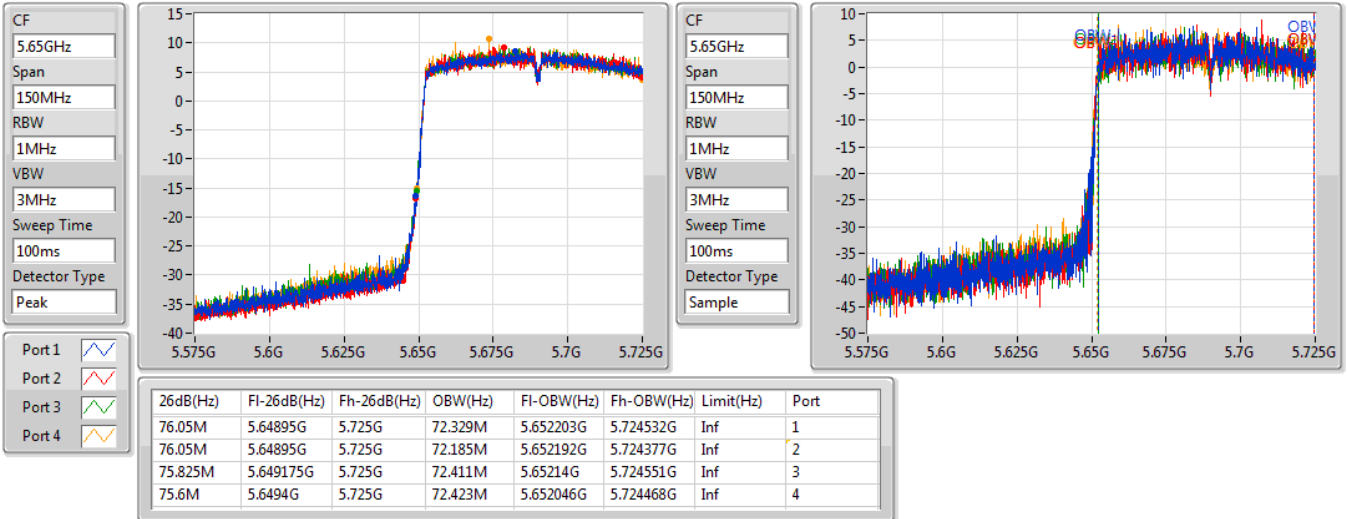 CF
5.65GHz
Span
150MHz
RBW
1MHz
VBW
3MHz
Sweep Time
100ms
Detector Type
Peak
15
10
5
0
-5
-10
-15
-20
-25
-30
-35
-40
5.575G 5.6G 5.625G 5.65G 5.675G 5.7G 5.725G
CF
5.65GHz
Span
150MHz
RBW
1MHz
VBW
3MHz
Sweep Time
100ms
Detector Type
Sample
10
5
0
-5
-10
-15
-20
-25
-30
-35
-40
-45
-50
OBW
OBW
5.575G 5.6G 5.625G 5.65G 5.675G 5.7G 5.725G
Port 1
Port 2
Port 3
Port 4
26dB(Hz) Fl-26dB(Hz) Fh-26dB(Hz) OBW(Hz) Fl-OBW(Hz) Fh-OBW(Hz) Limit(Hz) Port
76.05M 5.64895G 5.725G 72.329M 5.652203G 5.724532G Inf 1
76.05M 5.64895G 5.725G 72.185M 5.652192G 5.724377G Inf 2
75.825M 5.649175G 5.725G 72.411M 5.65214G 5.724551G Inf 3
75.6M 5.6494G 5.725G 72.423M 5.652046G 5.724468G Inf 4